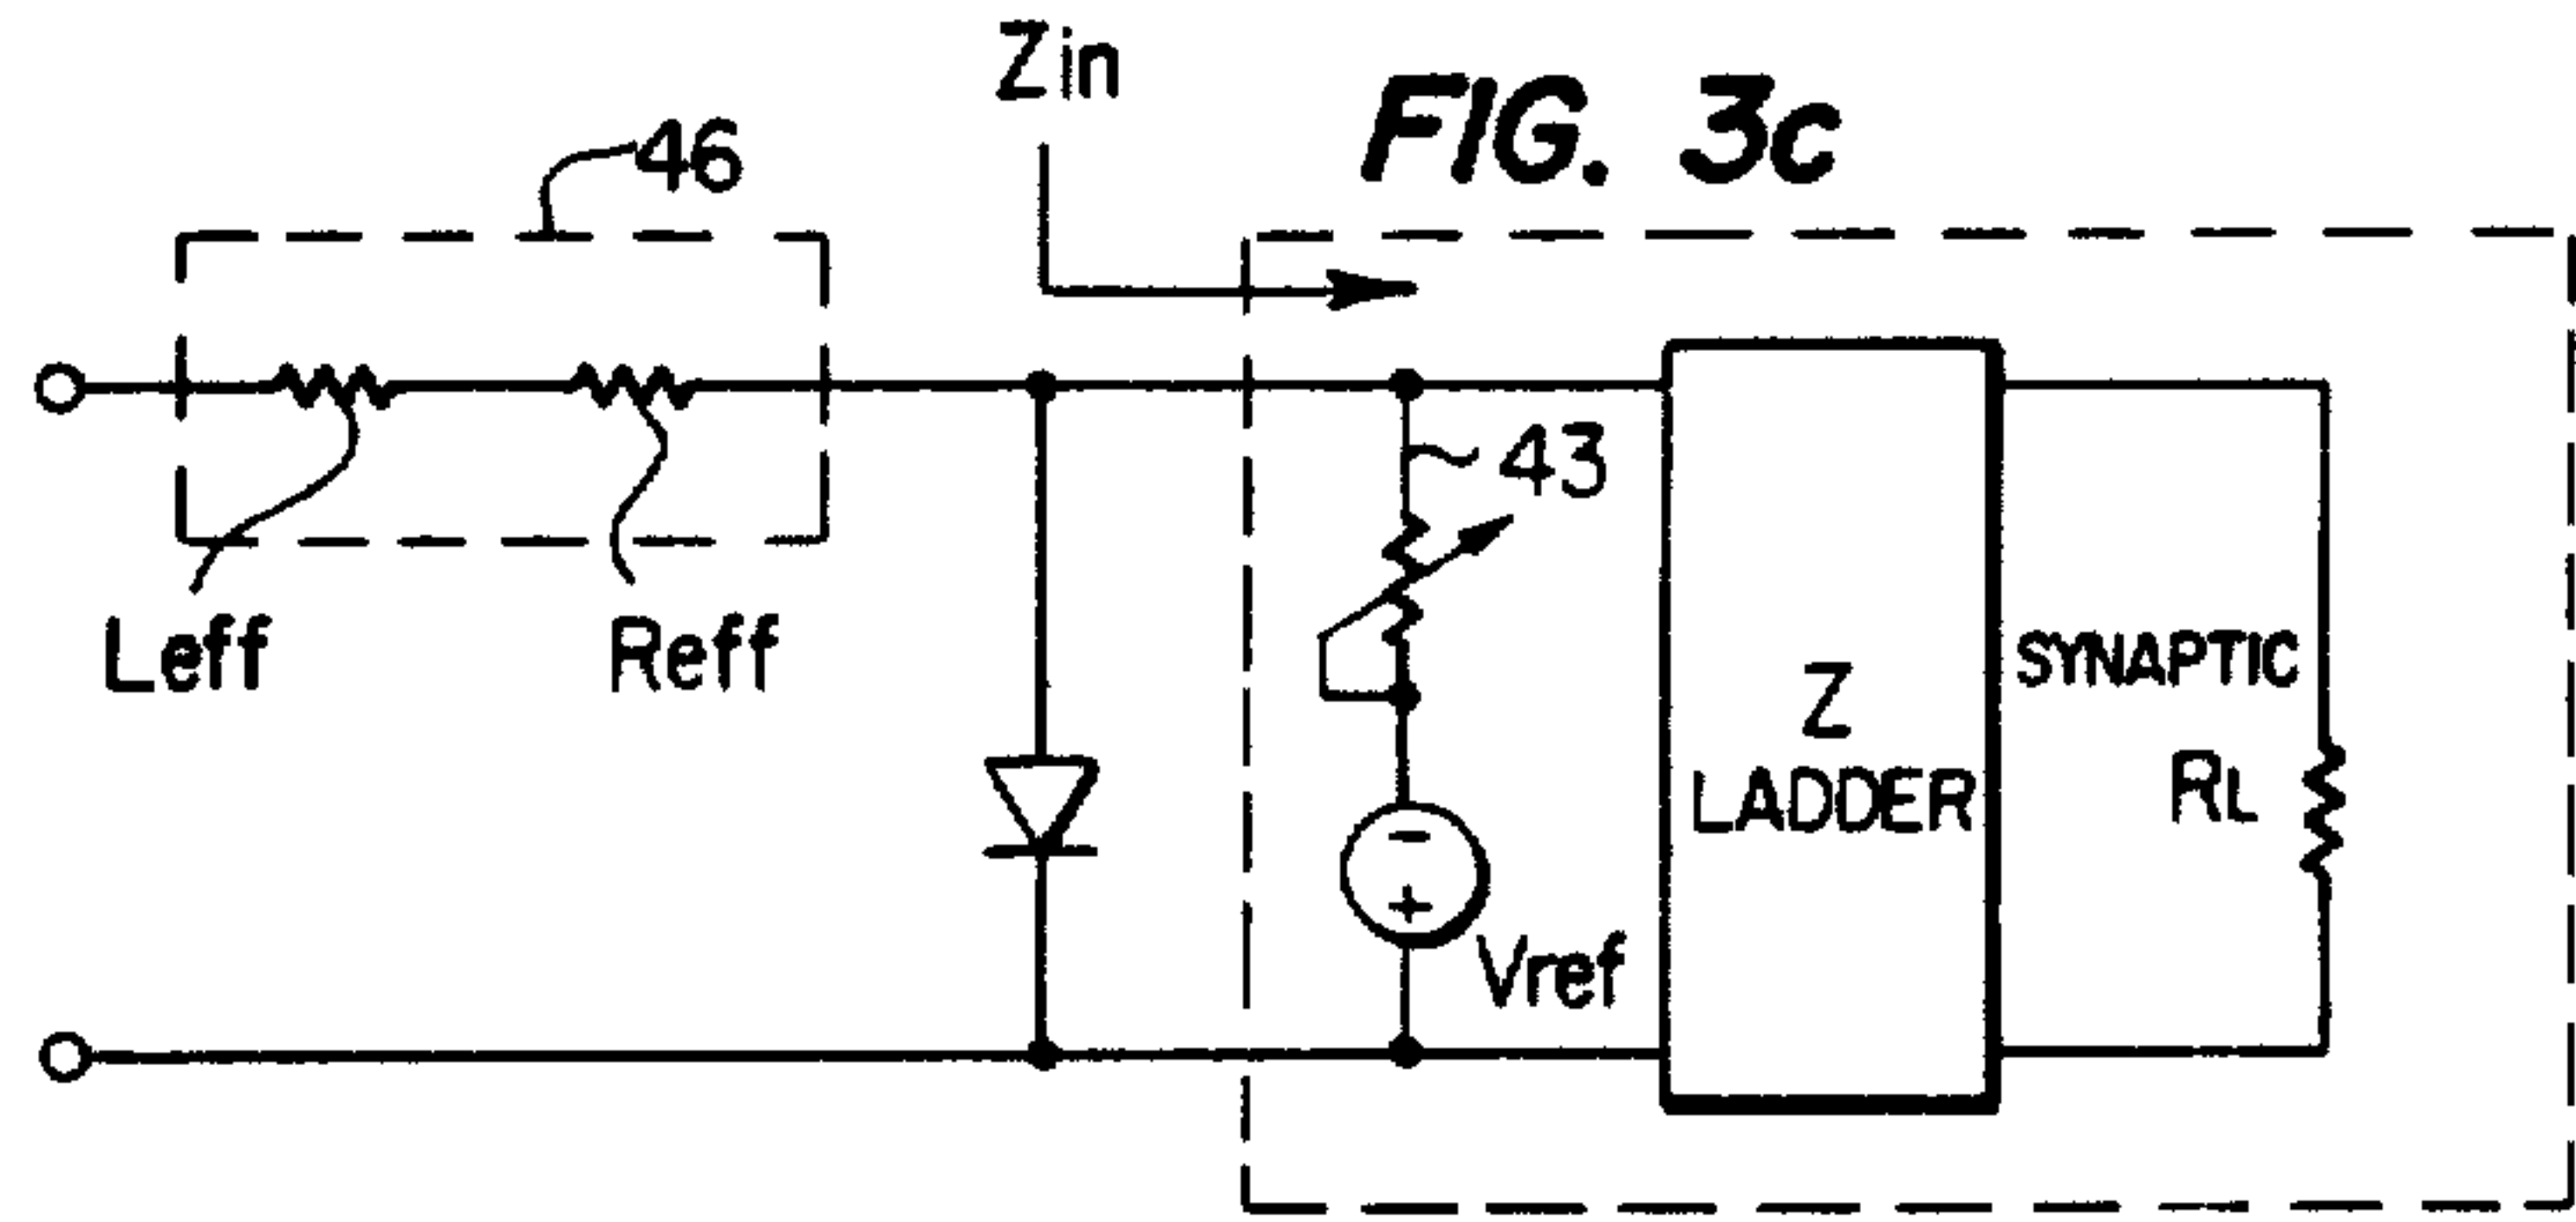 Zin
FIG. 3c
46
43
Leff
Reff
Z
LADDER
SYNAPTIC
RL
-
+
Vref